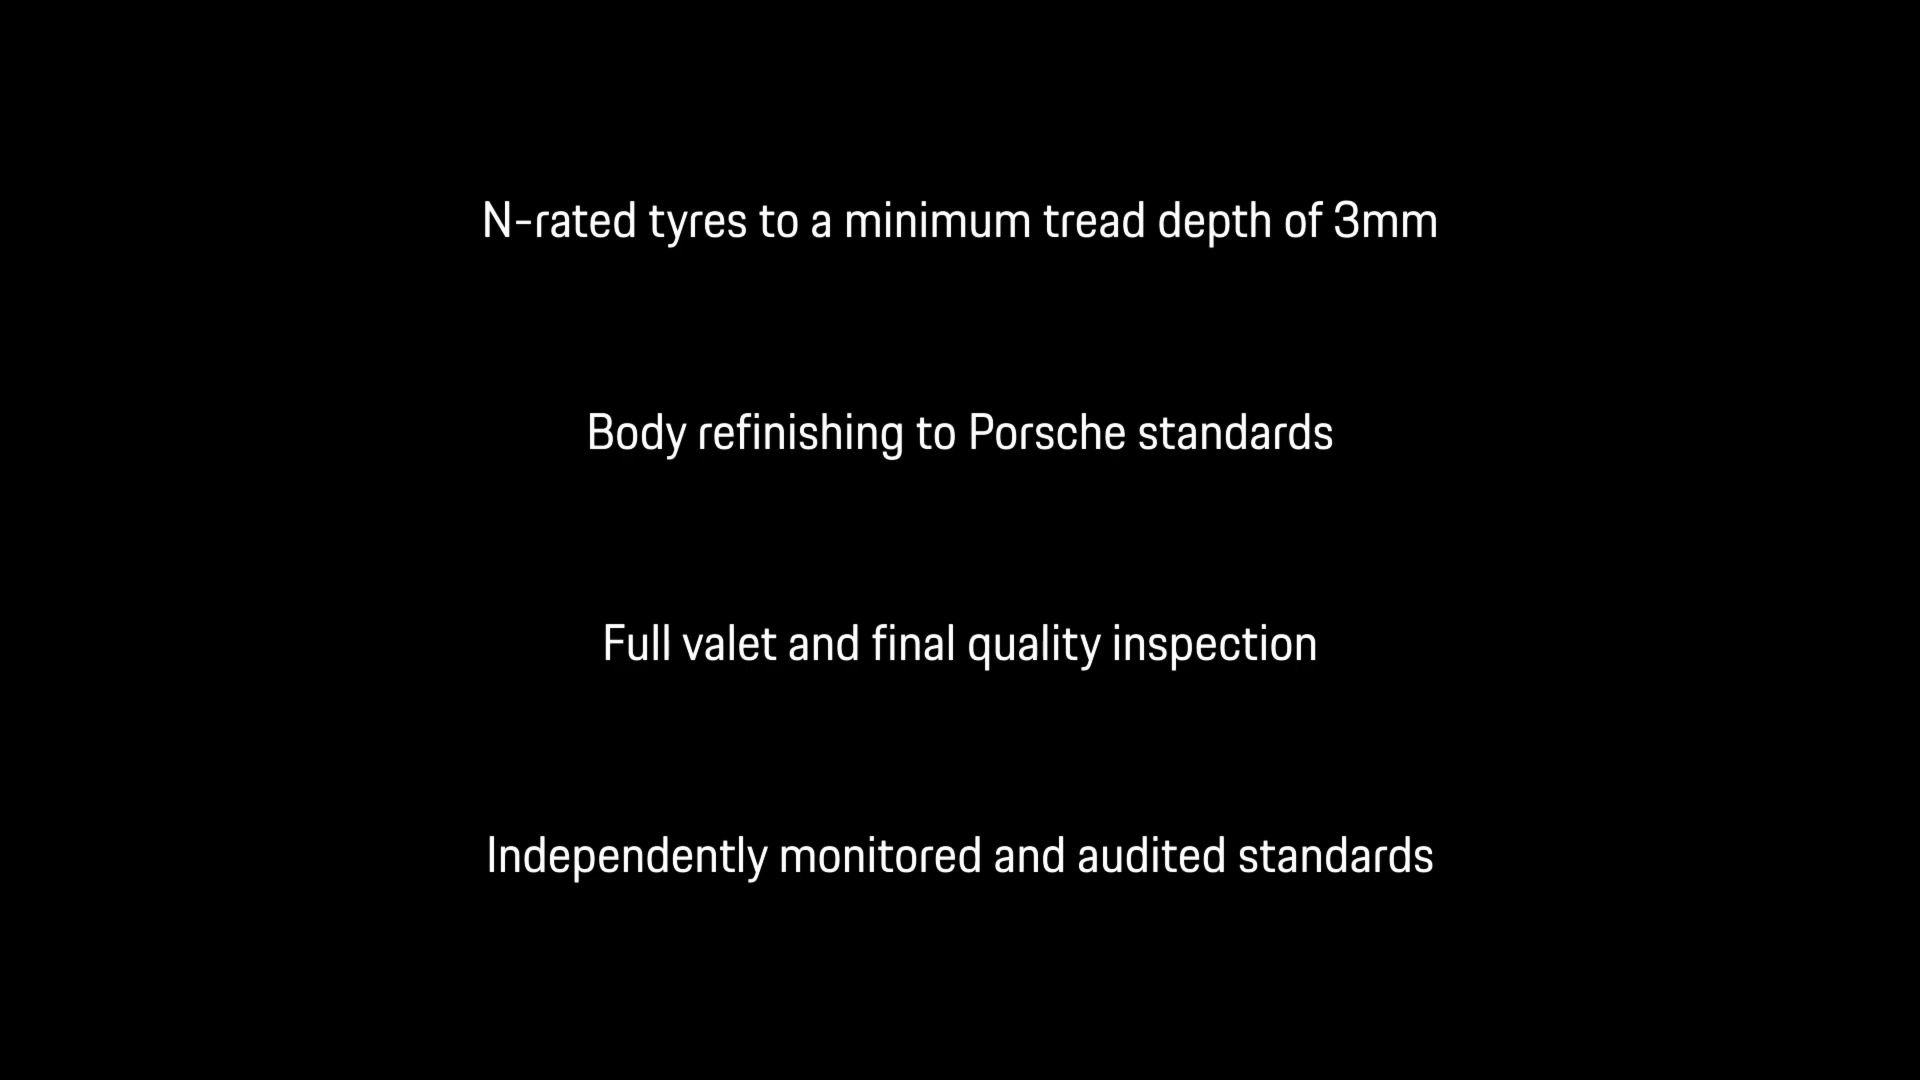 N-rated tyres to a minimum tread depth of 3mm
Body refinishing to Porsche standards
Full valet and final quality inspection
Independently monitored and audited standards